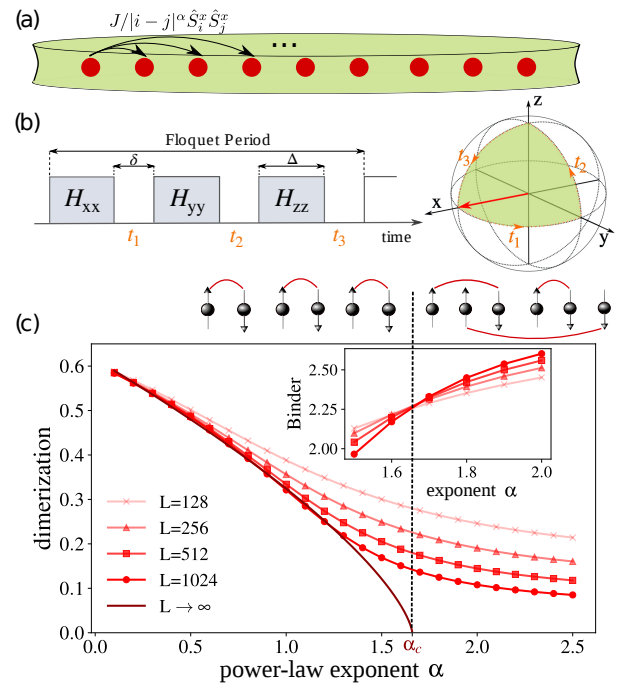 (a)
J/|i − j|^α Ŝ_i^x Ŝ_j^x
...
(b)
Floquet Period
δ
Δ
H_xx
H_yy
H_zz
t_1
t_2
t_3
time
z
t_3
t_2
x
t_1
y
(c)
dimerization
0.6
0.5
0.4
0.3
0.2
0.1
0.0
L=128
L=256
L=512
L=1024
L → ∞
Binder
2.50
2.25
2.00
1.6
1.8
2.0
exponent α
0.0
0.5
1.0
1.5
α_c
2.0
2.5
power-law exponent α